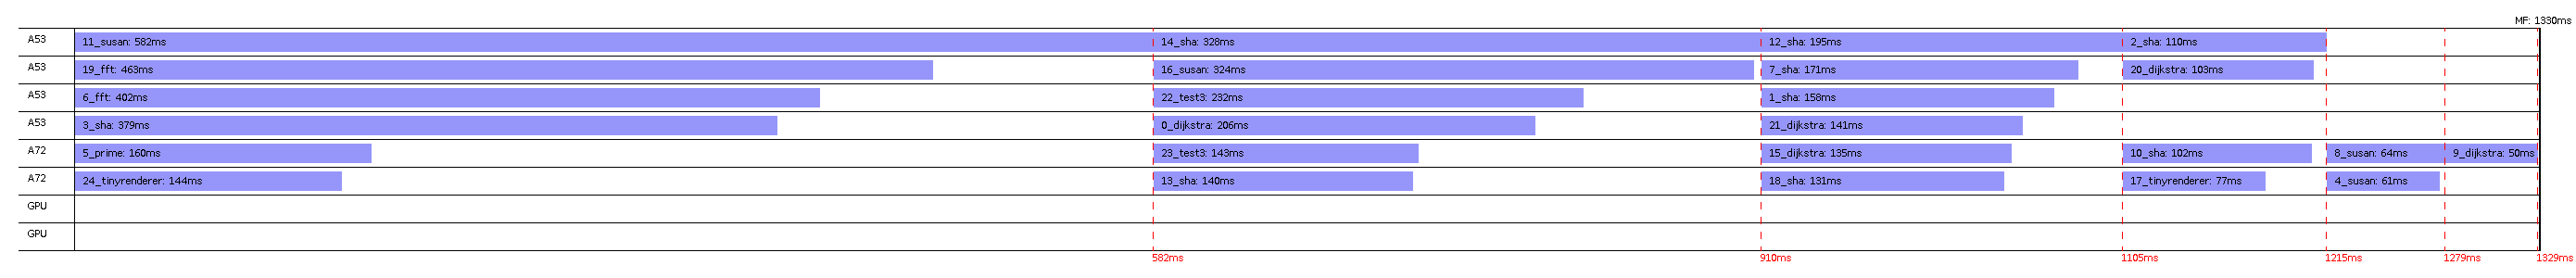 MF: 1330ms
A53 11_susan: 582ms 14_sha: 328ms 12_sha: 195ms 2_sha: 110ms
A53 19_fft: 463ms 16_susan: 324ms 7_sha: 171ms 20_dijkstra: 103ms
A53 6_fft: 402ms 22_test3: 232ms 1_sha: 158ms
A53 3_sha: 379ms 0_dijkstra: 206ms 21_dijkstra: 141ms
A72 5_prime: 160ms 23_test3: 143ms 15_dijkstra: 135ms 10_sha: 102ms 8_susan: 64ms 9_dijkstra: 50ms
A72 24_tinyrenderer: 144ms 13_sha: 140ms 18_sha: 131ms 17_tinyrenderer: 77ms 4_susan: 61ms
GPU
GPU
582ms 910ms 1105ms 1215ms 1279ms 1329ms